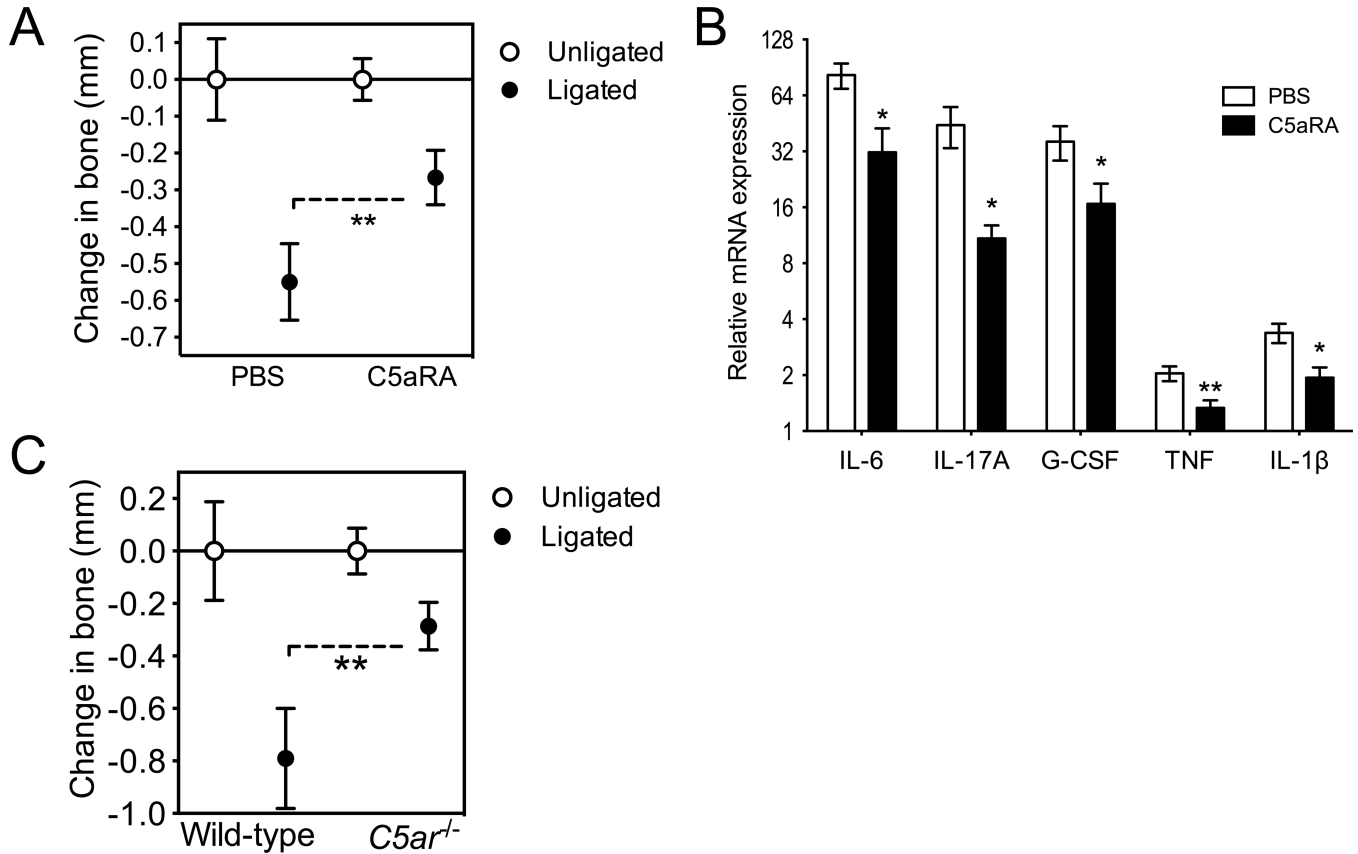 A
Change in bone (mm)
0.1
0.0
-0.1
-0.2
-0.3
-0.4
-0.5
-0.6
-0.7
**
PBS
C5aRA
Unligated
Ligated
B
Relative mRNA expression
128
64
32
16
8
4
2
1
*
*
*
**
*
PBS
C5aRA
IL-6
IL-17A
G-CSF
TNF
IL-1β
C
Change in bone (mm)
0.2
0.0
-0.2
-0.4
-0.6
-0.8
-1.0
**
Wild-type
C5ar-/-
Unligated
Ligated